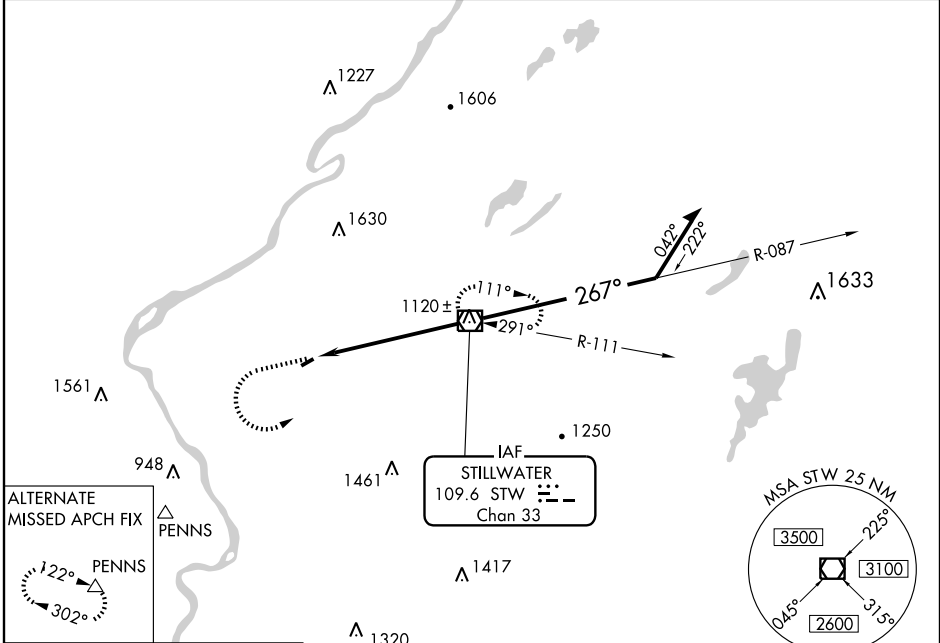 1227
1606
1630
042°
222°
R-087
1633
111°
267°
1120 ±
291°
R-111
1561
1250
IAF
STILLWATER
109.6 STW
Chan 33
948
1461
ALTERNATE
MISSED APCH FIX
PENNS
PENNS
122°
302°
MSA STW 25 NM
3500
225°
3100
1417
045°
315°
2600
1320